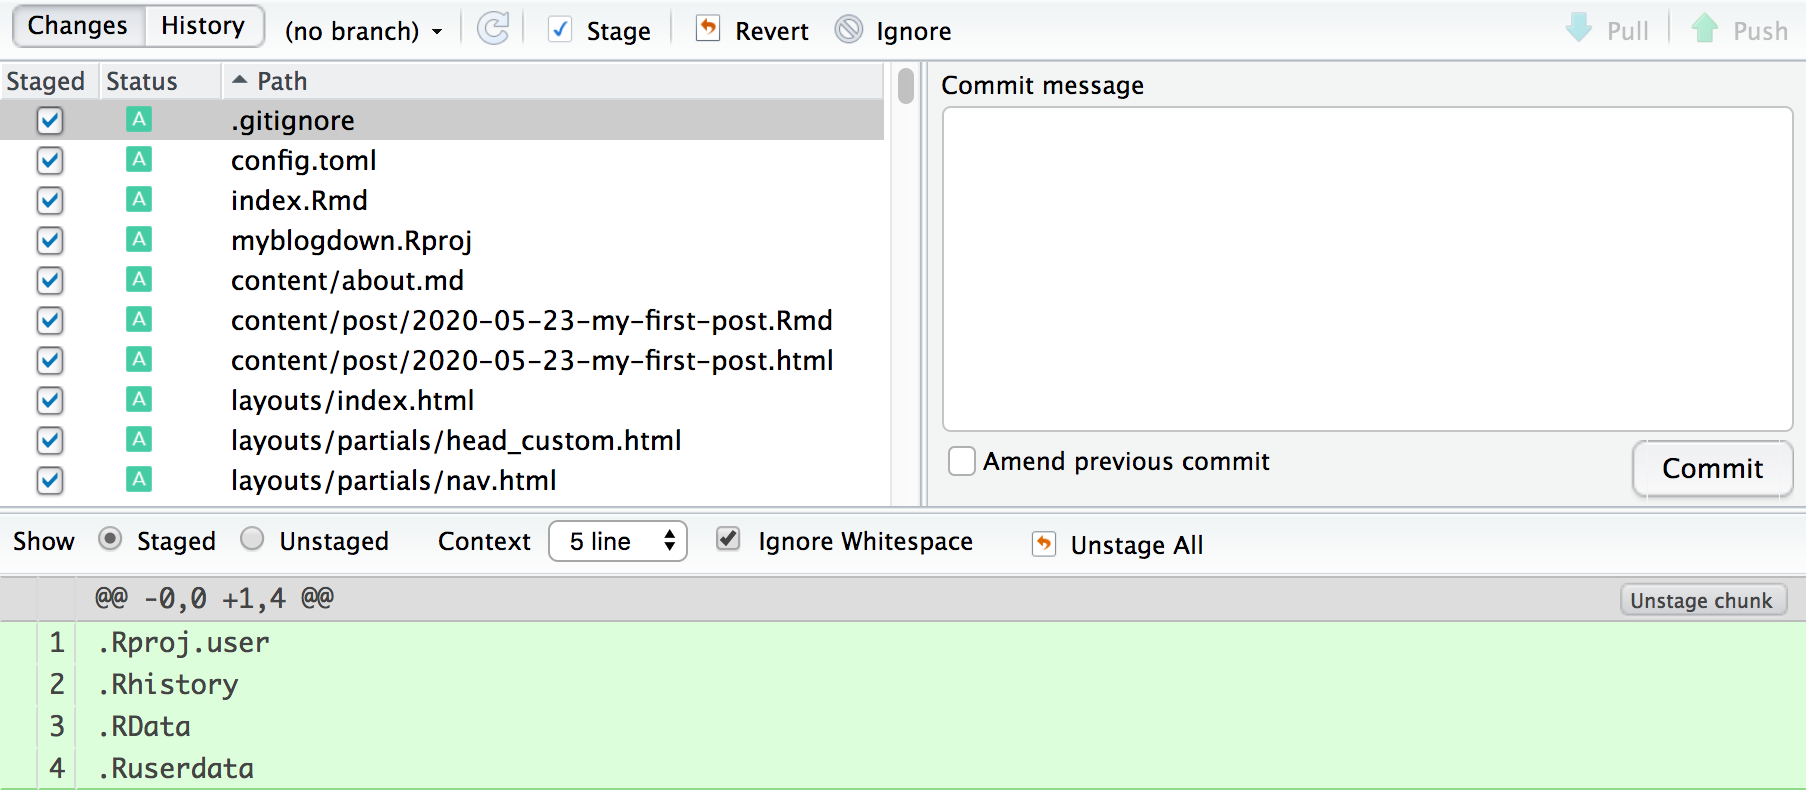 Changes History (no branch) Stage Revert Ignore Pull Push
Staged Status Path
Commit message
A .gitignore
A config.toml
A index.Rmd
A myblogdown.Rproj
A content/about.md
A content/post/2020-05-23-my-first-post.Rmd
A content/post/2020-05-23-my-first-post.html
A layouts/index.html
A layouts/partials/head_custom.html
A layouts/partials/nav.html
Amend previous commit
Commit
Show Staged Unstaged Context 5 line Ignore Whitespace Unstage All
@@ -0,0 +1,4 @@ Unstage chunk
1 .Rproj.user
2 .Rhistory
3 .RData
4 .Ruserdata